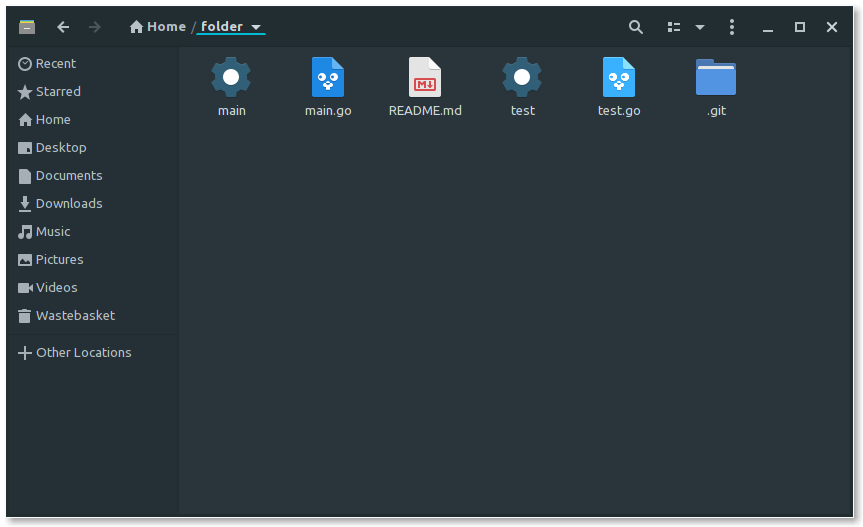 Home / folder
Recent
Starred
Home
Desktop
Documents
Downloads
Music
Pictures
Videos
Wastebasket
Other Locations
main
main.go
README.md
test
test.go
.git